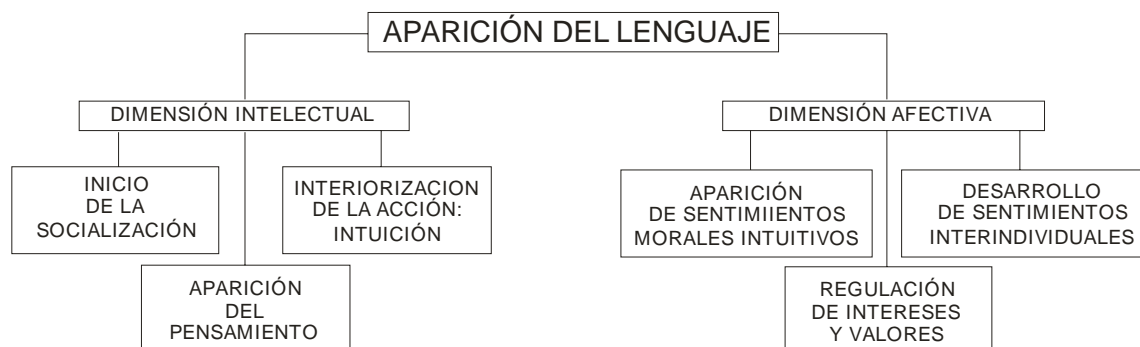 APARICIÓN DEL LENGUAJE
DIMENSIÓN INTELECTUAL
INICIO
DE LA
SOCIALIZACIÓN
INTERIORIZACION
DE LA ACCIÓN:
INTUICIÓN
APARICIÓN
DEL
PENSAMIENTO
DIMENSIÓN AFECTIVA
APARICIÓN
DE SENTIMIIENTOS
MORALES INTUITIVOS
DESARROLLO
DE SENTIMIENTOS
INTERINDIVIDUALES
REGULACIÓN
DE INTERESES
Y VALORES